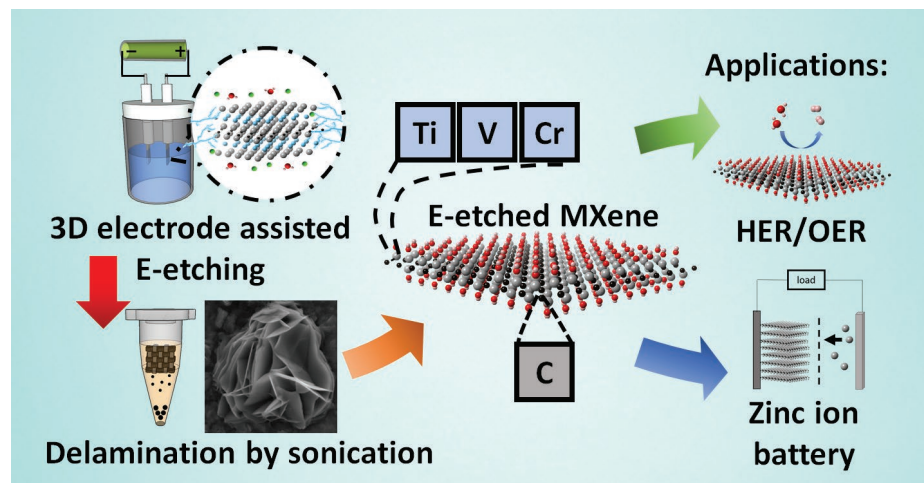 − +
3D electrode assisted
E-etching
Delamination by sonication
Ti V Cr
E-etched MXene
C
Applications:
HER/OER
load
Zinc ion
battery